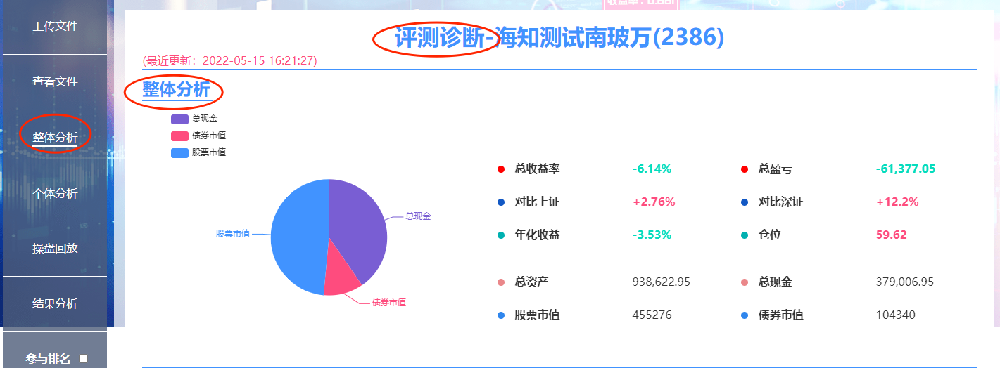 收益率：0.891
上传文件
查看文件
整体分析
个体分析
操盘回放
结果分析
参与排名
评测诊断-海知测试南玻万(2386)
(最近更新：2022-05-15 16:21:27)
整体分析
总现金
债券市值
股票市值
总现金
股票市值
债券市值
总收益率 -6.14% 总盈亏 -61,377.05
对比上证 +2.76% 对比深证 +12.2%
年化收益 -3.53% 仓位 59.62
总资产 938,622.95 总现金 379,006.95
股票市值 455276 债券市值 104340